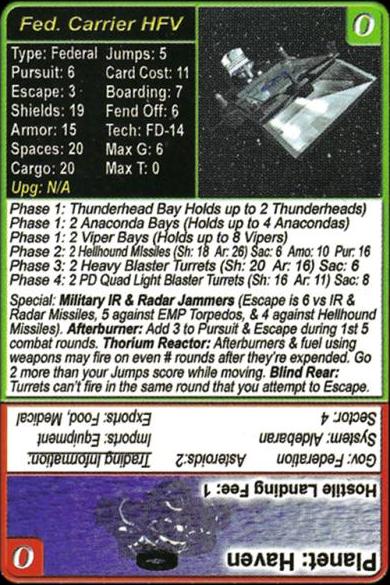 Fed. Carrier HFV
0
Type: Federal Jumps: 5
Pursuit: 6 Card Cost: 11
Escape: 3 Boarding: 7
Shields: 19 Fend Off: 6
Armor: 15 Tech: FD-14
Spaces: 20 Max G: 6
Cargo: 20 Max T: 0
Upg: N/A
Phase 1: Thunderhead Bay Holds up to 2 Thunderheads)
Phase 1: 2 Anaconda Bays (Holds up to 4 Anacondas)
Phase 1: 2 Viper Bays (Holds up to 8 Vipers)
Phase 2: 2 Hellhound Missiles (Sh: 18 Ar: 26) Sac: 6 Amo: 10 Pur: 16
Phase 3: 2 Heavy Blaster Turrets (Sh: 20 Ar: 16) Sac: 6
Phase 4: 2 PD Quad Light Blaster Turrets (Sh: 16 Ar: 11) Sac: 8
Special: Military IR & Radar Jammers (Escape is 6 vs IR &
Radar Missiles, 5 against EMP Torpedos, & 4 against Hellhound
Missiles). Afterburner: Add 3 to Pursuit & Escape during 1st 5
combat rounds. Thorium Reactor: Afterburners & fuel using
weapons may fire on even # rounds after they're expended. Go
2 more than your Jumps score while moving. Blind Rear:
Turrets can't fire in the same round that you attempt to Escape.
Planet: Haven
0
Hostile Landing Fee: 1
Gov: Federation Asteroids:2
System: Aldebaran
Sector: 4
Trading Information:
Imports: Equipment
Exports: Food, Medical